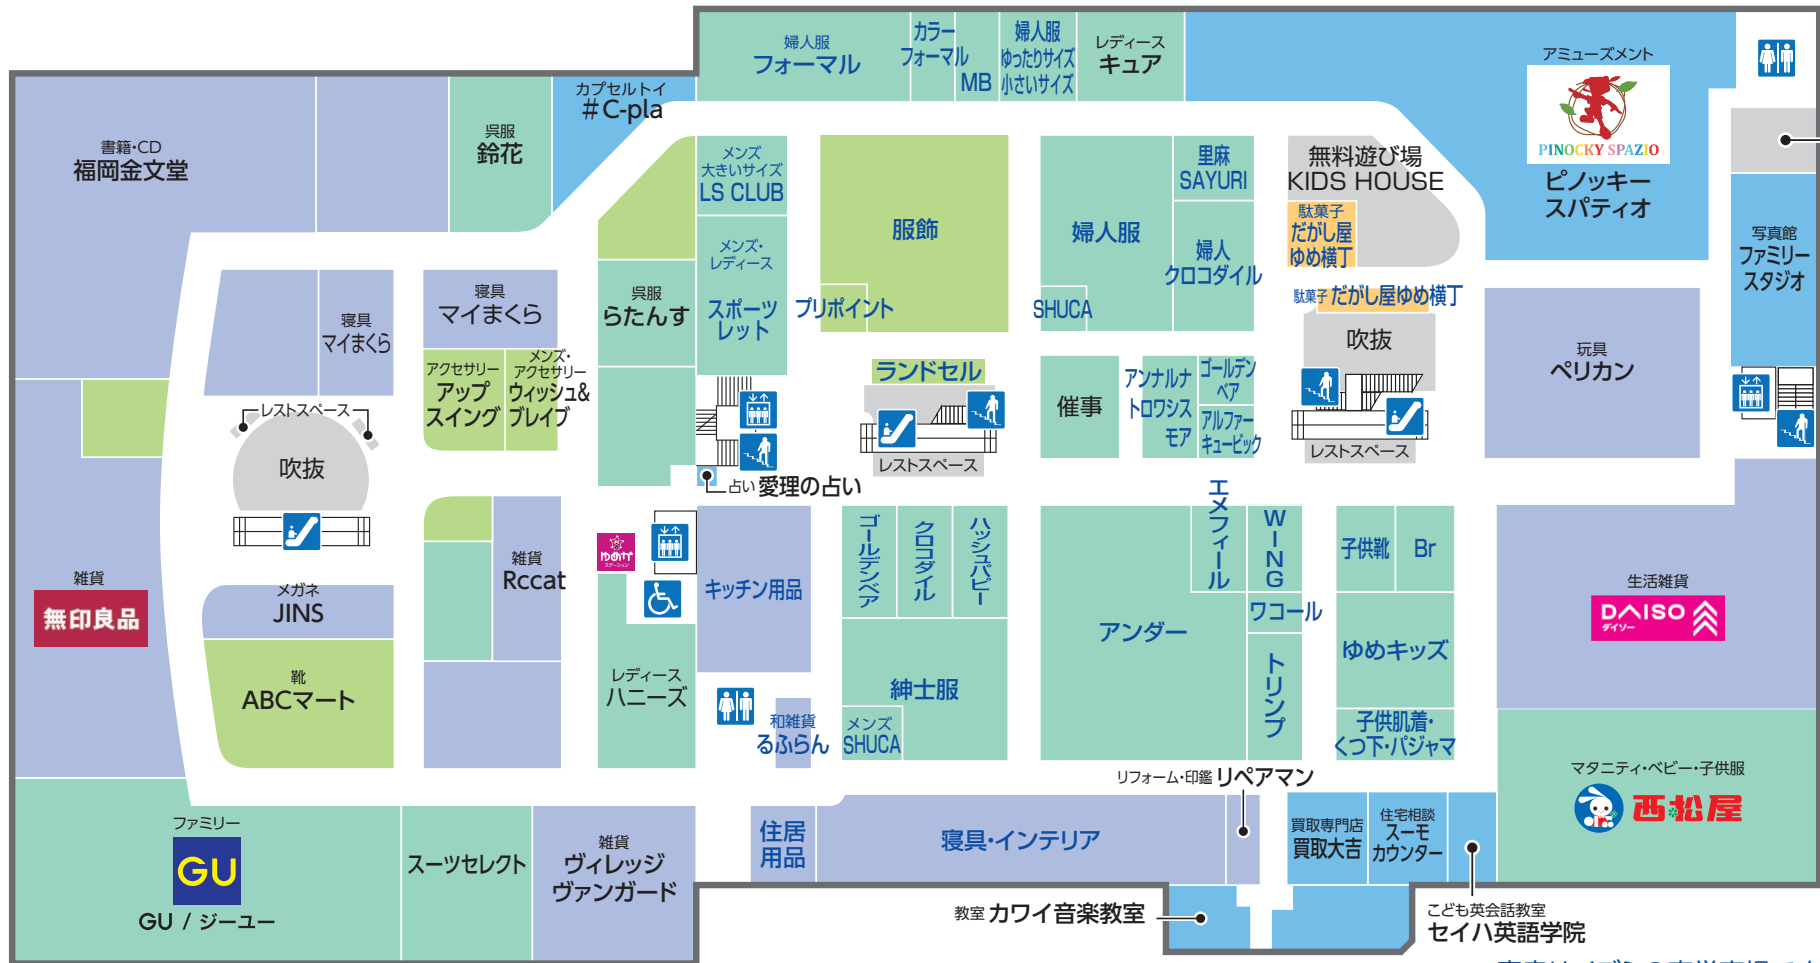 婦人服
フォーマル
カラー
フォーマル
MB
婦人服
ゆったりサイズ
小さいサイズ
レディース
キュア
アミューズメント
PINOCKY SPAZIO
ピノッキー
スパティオ
カプセルトイ
#C-pla
書籍・CD
福岡金文堂
呉服
鈴花
メンズ
大きいサイズ
LS CLUB
服飾
プリポイント
婦人服
SHUCA
里麻
SAYURI
婦人
クロコダイル
無料遊び場
KIDS HOUSE
駄菓子
だがし屋
ゆめ横丁
写真館
ファミリー
スタジオ
メンズ・
レディース
スポーツ
レット
呉服
らたんす
寝具
マイまくら
寝具
マイまくら
駄菓子 だがし屋ゆめ横丁
吹抜
玩具
ペリカン
アクセサリー
アップ
スイング
メンズ・
アクセサリー
ウィッシュ&
ブレイブ
ランドセル
レストスペース
催事
アンナルナ
トロワシス
モア
ゴールデン
ベア
アルファー
キュービック
レストスペース
レストスペース
吹抜
占い 愛理の占い
雑貨
無印良品
メガネ
JINS
靴
ABCマート
雑貨
Rccat
ゆめか
ステーション
キッチン用品
ゴールデンベア
クロコダイル
ハッシュパピー
紳士服
メンズ
SHUCA
レディース
ハニーズ
和雑貨
るふらん
アンダー
エメフィール
WING
ワコール
トリンプ
子供靴
Br
ゆめキッズ
子供肌着・
くつ下・パジャマ
生活雑貨
DAISO
ダイソー
マタニティ・ベビー・子供服
西松屋
ファミリー
GU
GU / ジーユー
スーツセレクト
雑貨
ヴィレッジ
ヴァンガード
住居
用品
寝具・インテリア
リフォーム・印鑑 リペアマン
買取専門店
買取大吉
住宅相談
スーモ
カウンター
教室 カワイ音楽教室
こども英会話教室
セイハ英語学院